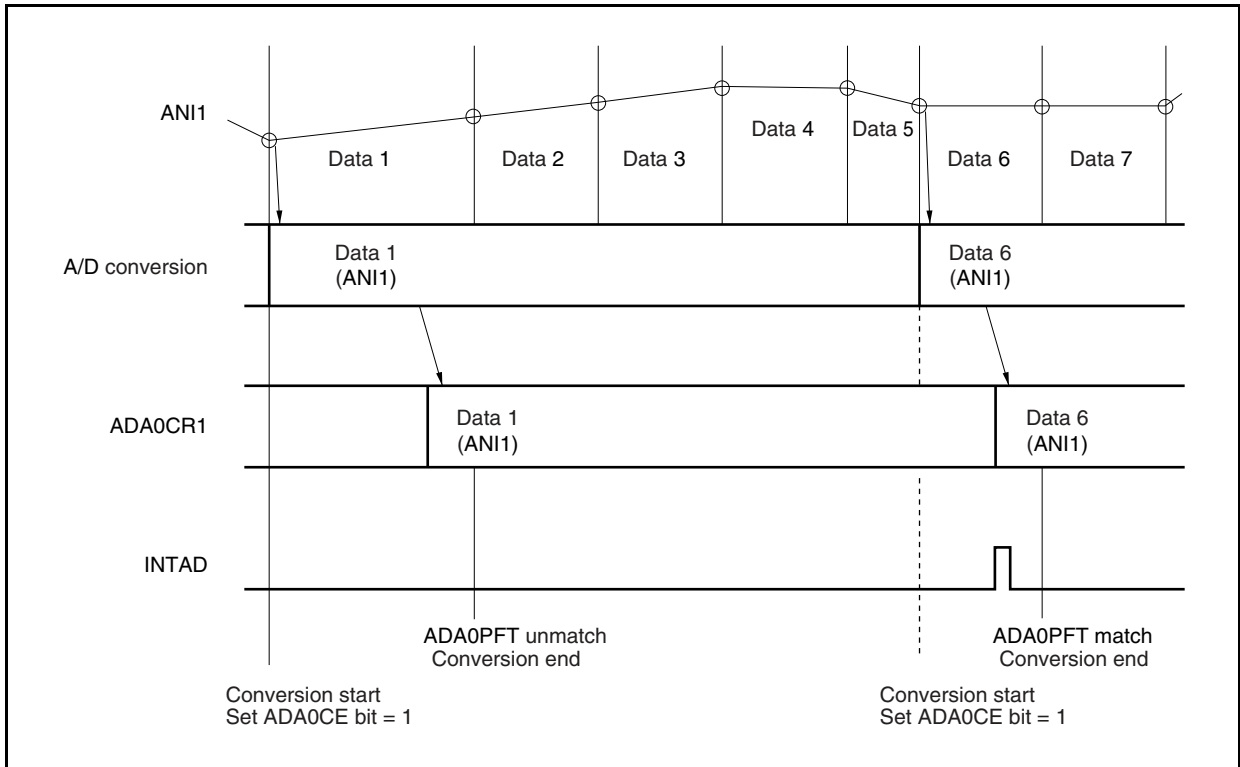 ANI1
Data 1
Data 2
Data 3
Data 4
Data 5
Data 6
Data 7
A/D conversion
Data 1
(ANI1)
Data 6
(ANI1)
ADA0CR1
Data 1
(ANI1)
Data 6
(ANI1)
INTAD
ADA0PFT unmatch
Conversion end
ADA0PFT match
Conversion end
Conversion start
Set ADA0CE bit = 1
Conversion start
Set ADA0CE bit = 1